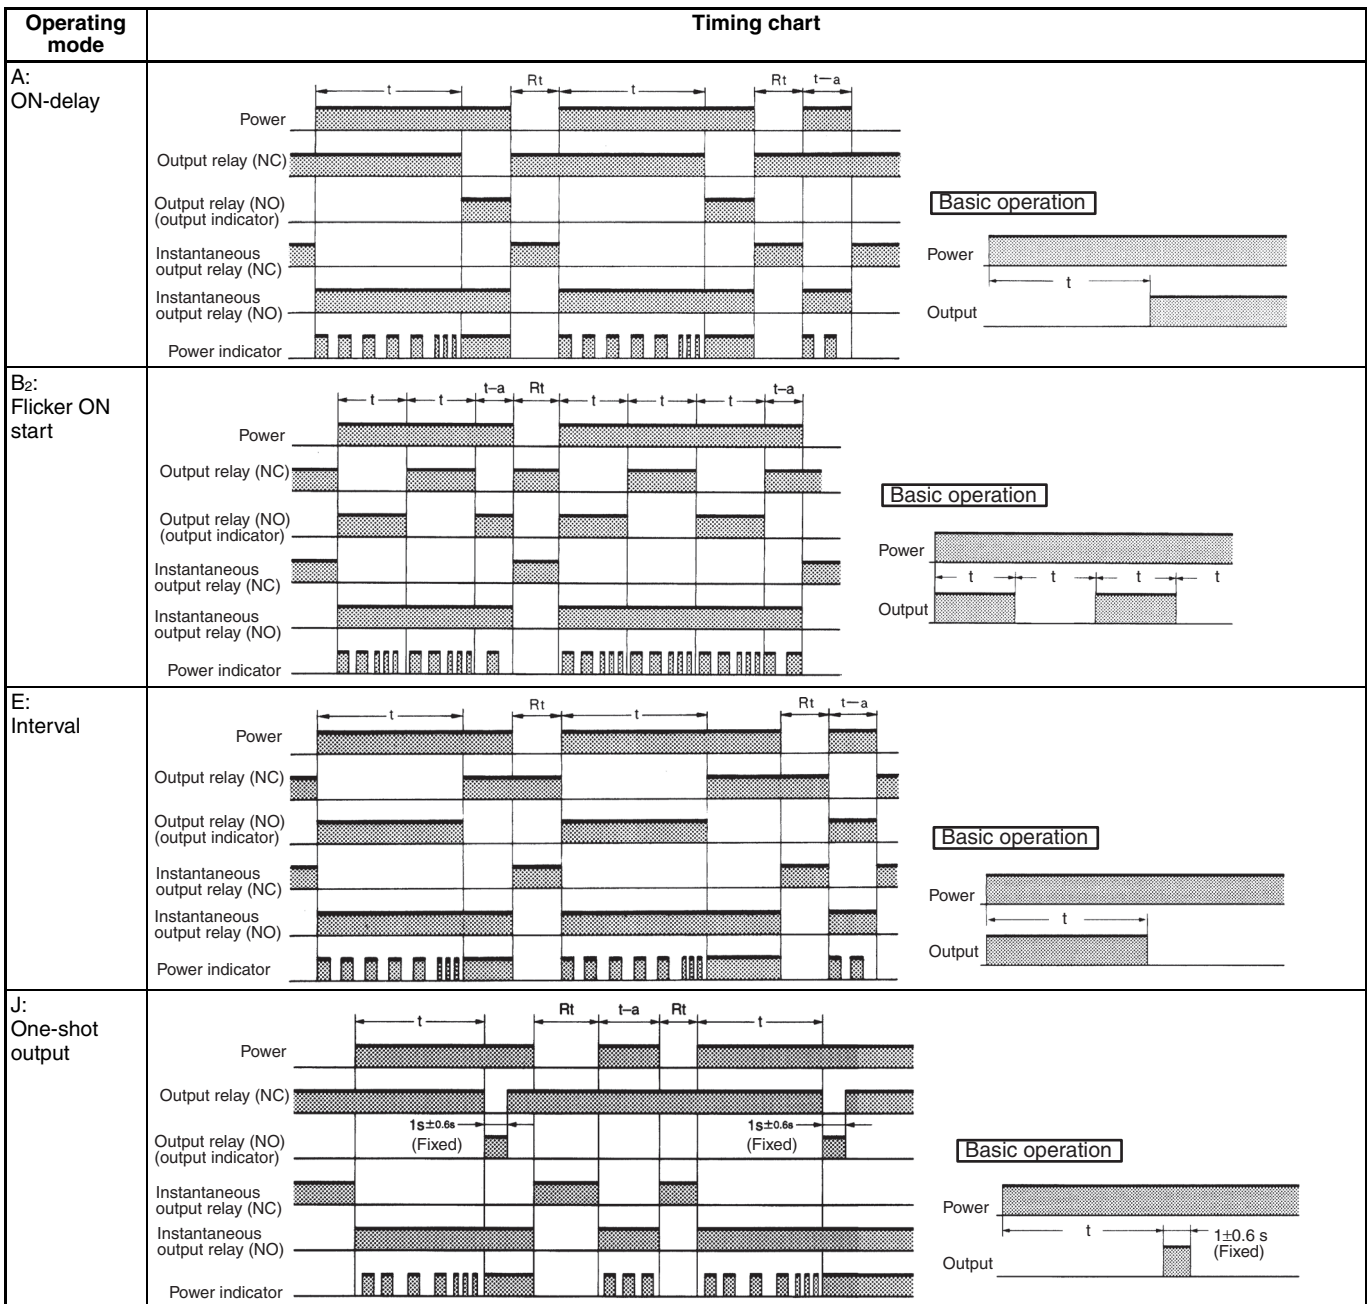 Operating
mode
Timing chart
A:
ON-delay
t
Rt
t
Rt
t—a
Power
Output relay (NC)
Output relay (NO)
(output indicator)
Instantaneous
output relay (NC)
Instantaneous
output relay (NO)
Power indicator
Basic operation
Power
t
Output
B2:
Flicker ON
start
t
t
t–a
Rt
t
t
t
t–a
Power
Output relay (NC)
Output relay (NO)
(output indicator)
Instantaneous
output relay (NC)
Instantaneous
output relay (NO)
Power indicator
Basic operation
Power
t
t
t
t
Output
E:
Interval
t
Rt
t
Rt
t—a
Power
Output relay (NC)
Output relay (NO)
(output indicator)
Instantaneous
output relay (NC)
Instantaneous
output relay (NO)
Power indicator
Basic operation
Power
t
Output
J:
One-shot
output
t
Rt
t–a
Rt
t
Power
Output relay (NC)
1s±0.6s
(Fixed)
1s±0.6s
(Fixed)
Output relay (NO)
(output indicator)
Instantaneous
output relay (NC)
Instantaneous
output relay (NO)
Power indicator
Basic operation
Power
t
1±0.6 s
(Fixed)
Output